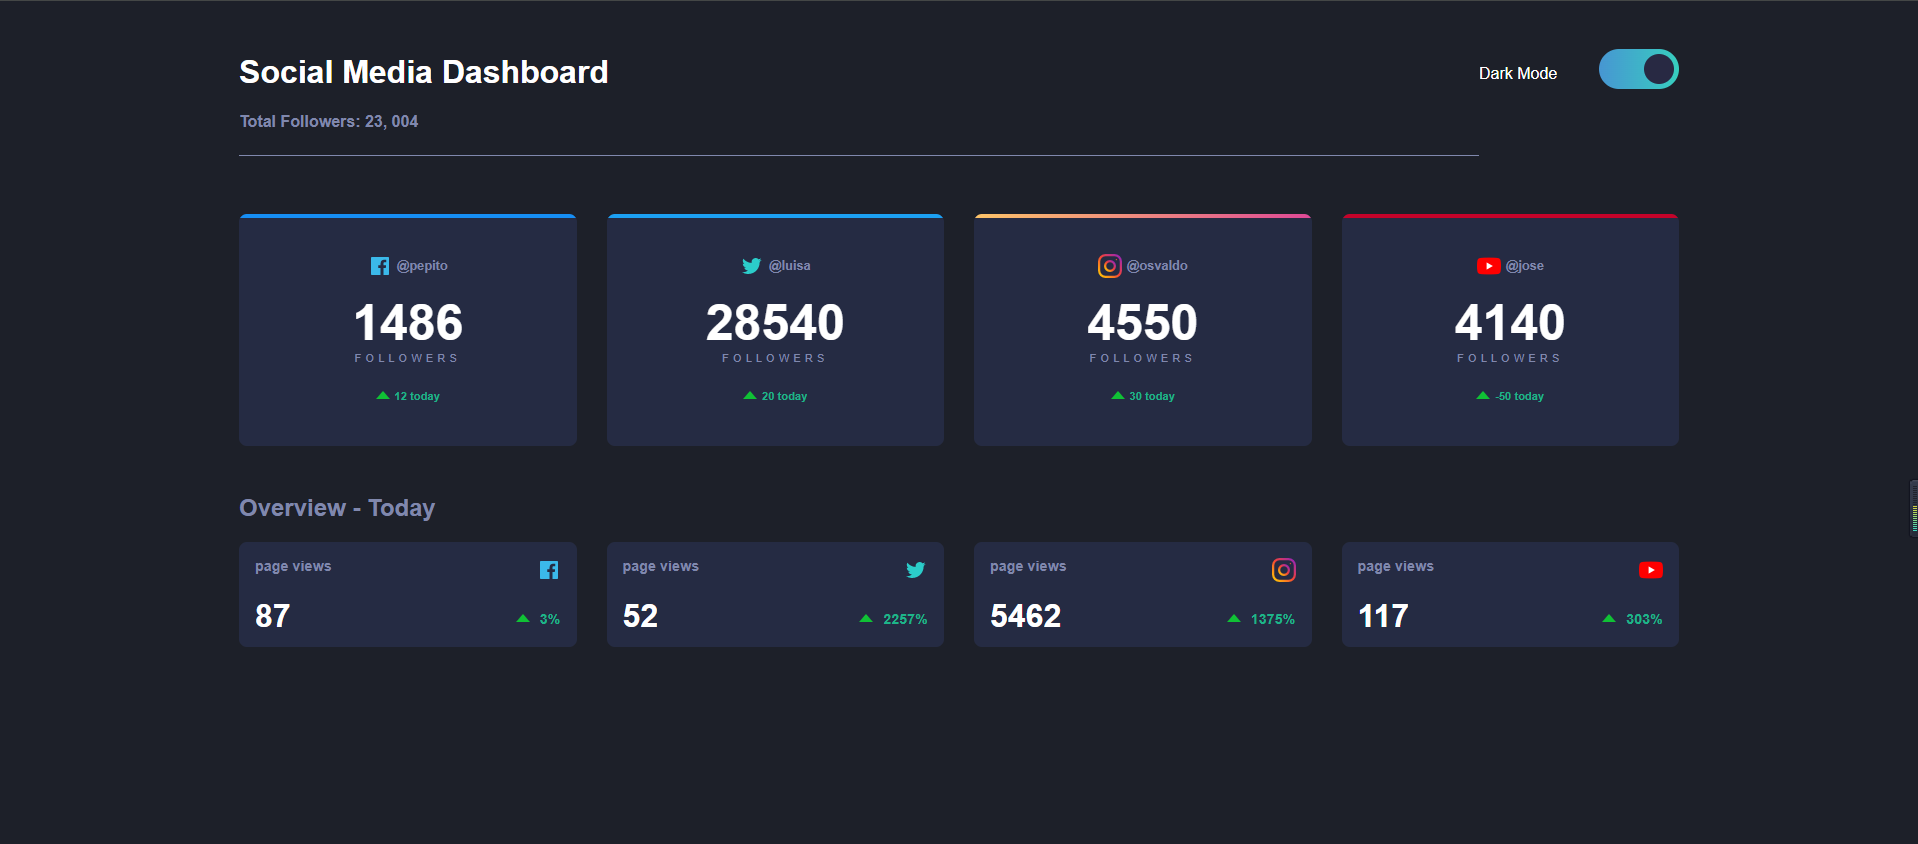 Social Media Dashboard
Dark Mode
Total Followers: 23, 004
@pepito
1486
FOLLOWERS
12 today
@luisa
28540
FOLLOWERS
20 today
@osvaldo
4550
FOLLOWERS
30 today
@jose
4140
FOLLOWERS
-50 today
Overview - Today
page views
87
3%
page views
52
2257%
page views
5462
1375%
page views
117
303%